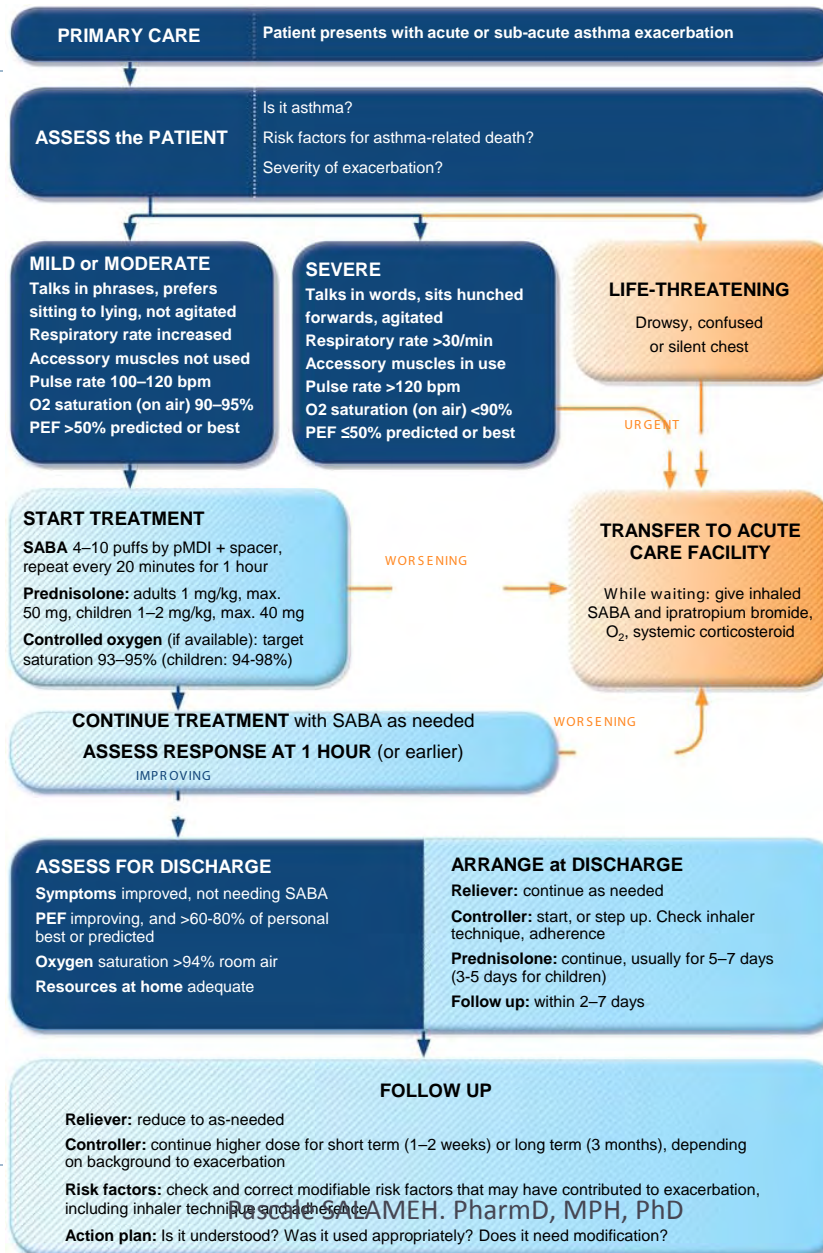 PRIMARY CARE
Patient presents with acute or sub-acute asthma exacerbation
ASSESS the PATIENT
Is it asthma?
Risk factors for asthma-related death?
Severity of exacerbation?
MILD or MODERATE
Talks in phrases, prefers
sitting to lying, not agitated
Respiratory rate increased
Accessory muscles not used
Pulse rate 100–120 bpm
O2 saturation (on air) 90–95%
PEF >50% predicted or best
SEVERE
Talks in words, sits hunched
forwards, agitated
Respiratory rate >30/min
Accessory muscles in use
Pulse rate >120 bpm
O2 saturation (on air) <90%
PEF ≤50% predicted or best
LIFE-THREATENING
Drowsy, confused
or silent chest
URGENT
START TREATMENT
SABA 4–10 puffs by pMDI + spacer,
repeat every 20 minutes for 1 hour
Prednisolone: adults 1 mg/kg, max.
50 mg, children 1–2 mg/kg, max. 40 mg
Controlled oxygen (if available): target
saturation 93–95% (children: 94-98%)
WORSENING
TRANSFER TO ACUTE
CARE FACILITY
While waiting: give inhaled
SABA and ipratropium bromide,
O2, systemic corticosteroid
CONTINUE TREATMENT with SABA as needed
ASSESS RESPONSE AT 1 HOUR (or earlier)
WORSENING
IMPROVING
ASSESS FOR DISCHARGE
Symptoms improved, not needing SABA
PEF improving, and >60-80% of personal
best or predicted
Oxygen saturation >94% room air
Resources at home adequate
ARRANGE at DISCHARGE
Reliever: continue as needed
Controller: start, or step up. Check inhaler
technique, adherence
Prednisolone: continue, usually for 5–7 days
(3-5 days for children)
Follow up: within 2–7 days
FOLLOW UP
Reliever: reduce to as-needed
Controller: continue higher dose for short term (1–2 weeks) or long term (3 months), depending
on background to exacerbation
Risk factors: check and correct modifiable risk factors that may have contributed to exacerbation,
including inhaler technique and adherence
Pascale SALAMEH. PharmD, MPH, PhD
Action plan: Is it understood? Was it used appropriately? Does it need modification?